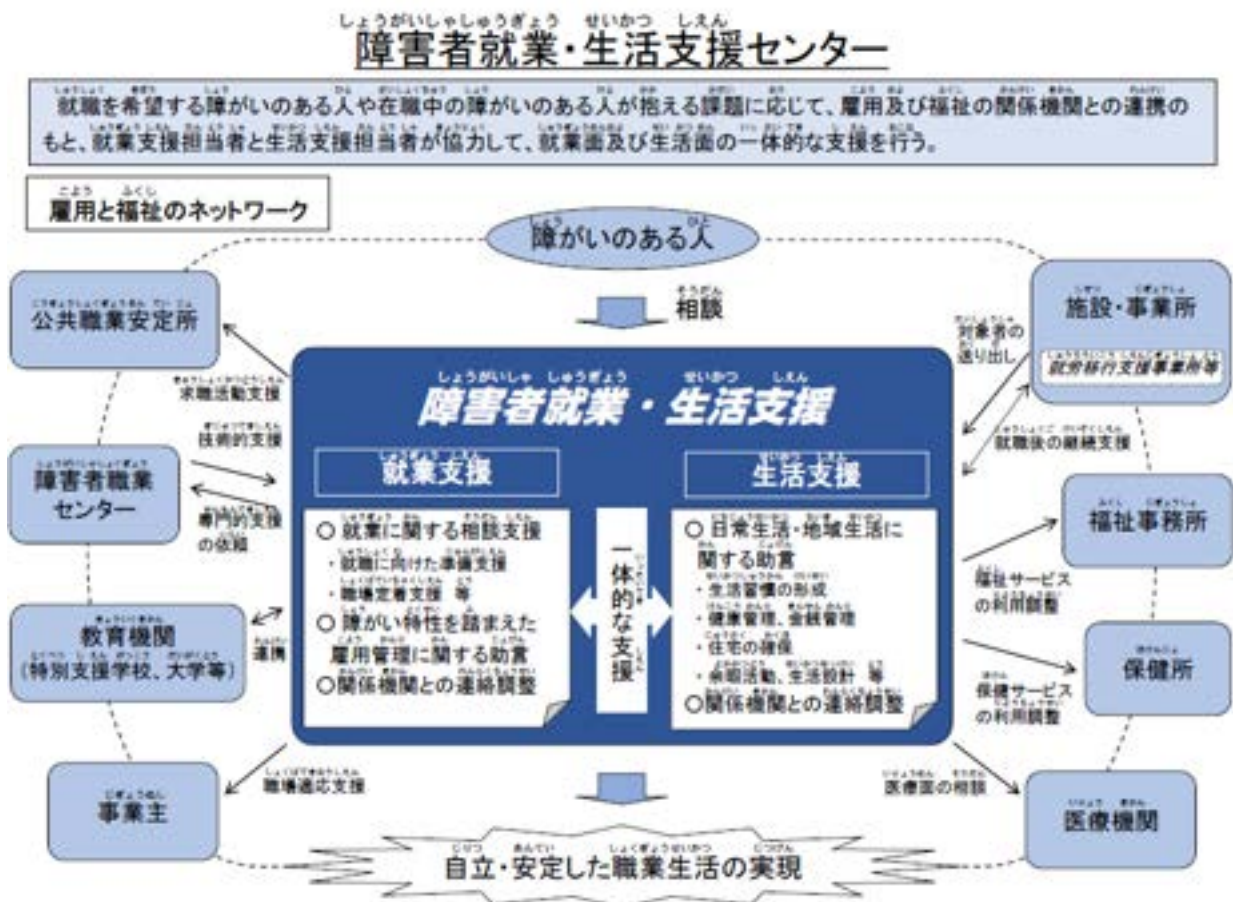 障害者就業・生活支援センター
就職を希望する障がいのある人や在職中の障がいのある人が抱える課題に応じて、雇用及び福祉の関係機関との連携の
もと、就業支援担当者と生活支援担当者が協力して、就業面及び生活面の一体的な支援を行う。
雇用と福祉のネットワーク
障がいのある人
相談
公共職業安定所
求職活動支援
技術的支援
障害者職業
センター
専門的支援
の依頼
教育機関
(特別支援学校、大学等)
連携
事業主
職場適応支援
障害者就業・生活支援
就業支援
○ 就業に関する相談支援
・就職に向けた準備支援
・職場定着支援 等
○ 障がい特性を踏まえた
雇用管理に関する助言
○関係機関との連絡調整
一体的な支援
生活支援
○ 日常生活・地域生活に
関する助言
・生活習慣の形成
・健康管理、金銭管理
・住宅の確保
・余暇活動、生活設計 等
○関係機関との連絡調整
施設・事業所
就労移行支援事業所等
対象者の
送り出し
就職後の継続支援
福祉事務所
福祉サービス
の利用調整
保健所
保健サービス
の利用調整
医療機関
医療面の相談
自立・安定した職業生活の実現